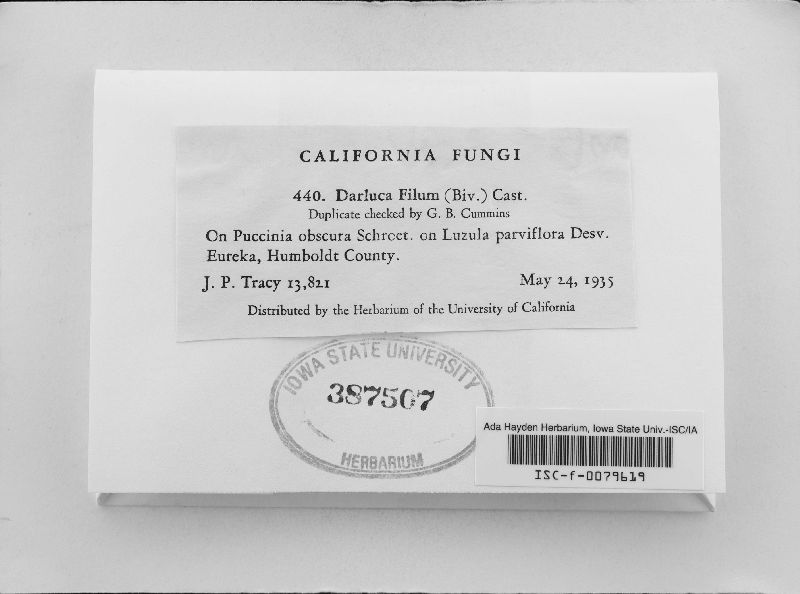 CALIFORNIA FUNGI
440. Darluca Filum (Biv.) Cast.
Duplicate checked by G. B. Cummins
On Puccinia obscura Schroet. on Luzula parviflora Desv.
Eureka, Humboldt County.
J. P. Tracy 13,821 May 24, 1935
Distributed by the Herbarium of the University of California
IOWA STATE UNIVERSITY
387507
HERBARIUM
Ada Hayden Herbarium, Iowa State Univ.-ISC/IA
ISC-f-0079619